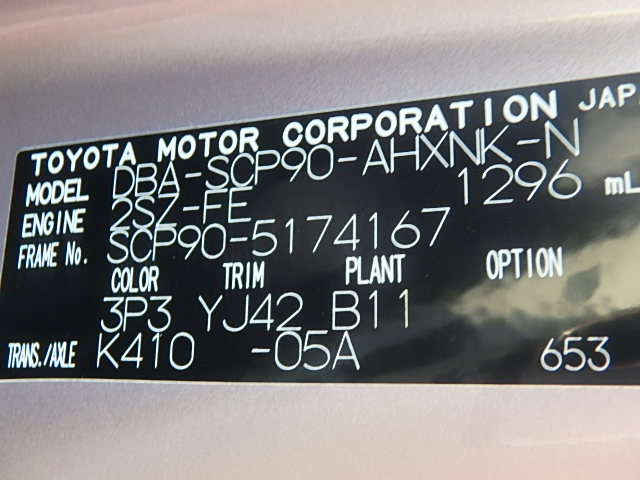 TOYOTA MOTOR CORPORATION JAP
MODEL DBA-SCP90-AHXNK-N
ENGINE 2SZ-FE 1296 mL
FRAME No. SCP90-5174167
COLOR TRIM PLANT OPTION
3P3 YJ42 B11
TRANS./AXLE K410 -05A 653